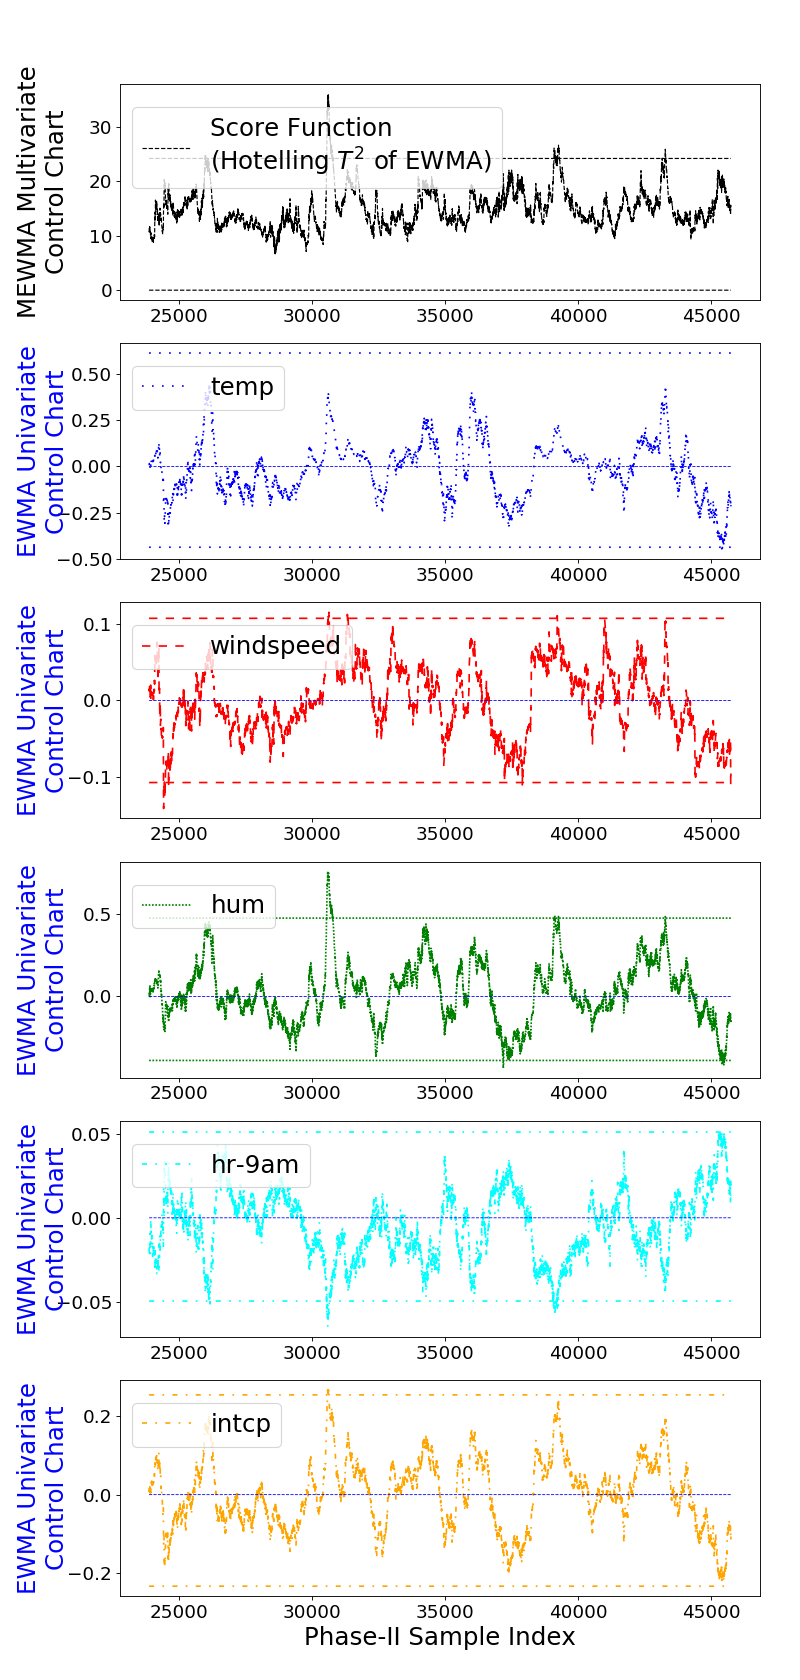 MEWMA Multivariate
Control Chart
30
20
10
0
Score Function
(Hotelling T² of EWMA)
25000 30000 35000 40000 45000
EWMA Univariate
Control Chart
0.50
0.25
0.00
−0.25
−0.50
temp
25000 30000 35000 40000 45000
EWMA Univariate
Control Chart
0.1
0.0
−0.1
windspeed
25000 30000 35000 40000 45000
EWMA Univariate
Control Chart
0.5
0.0
hum
25000 30000 35000 40000 45000
EWMA Univariate
Control Chart
0.05
0.00
−0.05
hr-9am
25000 30000 35000 40000 45000
EWMA Univariate
Control Chart
0.2
0.0
−0.2
intcp
25000 30000 35000 40000 45000
Phase-II Sample Index